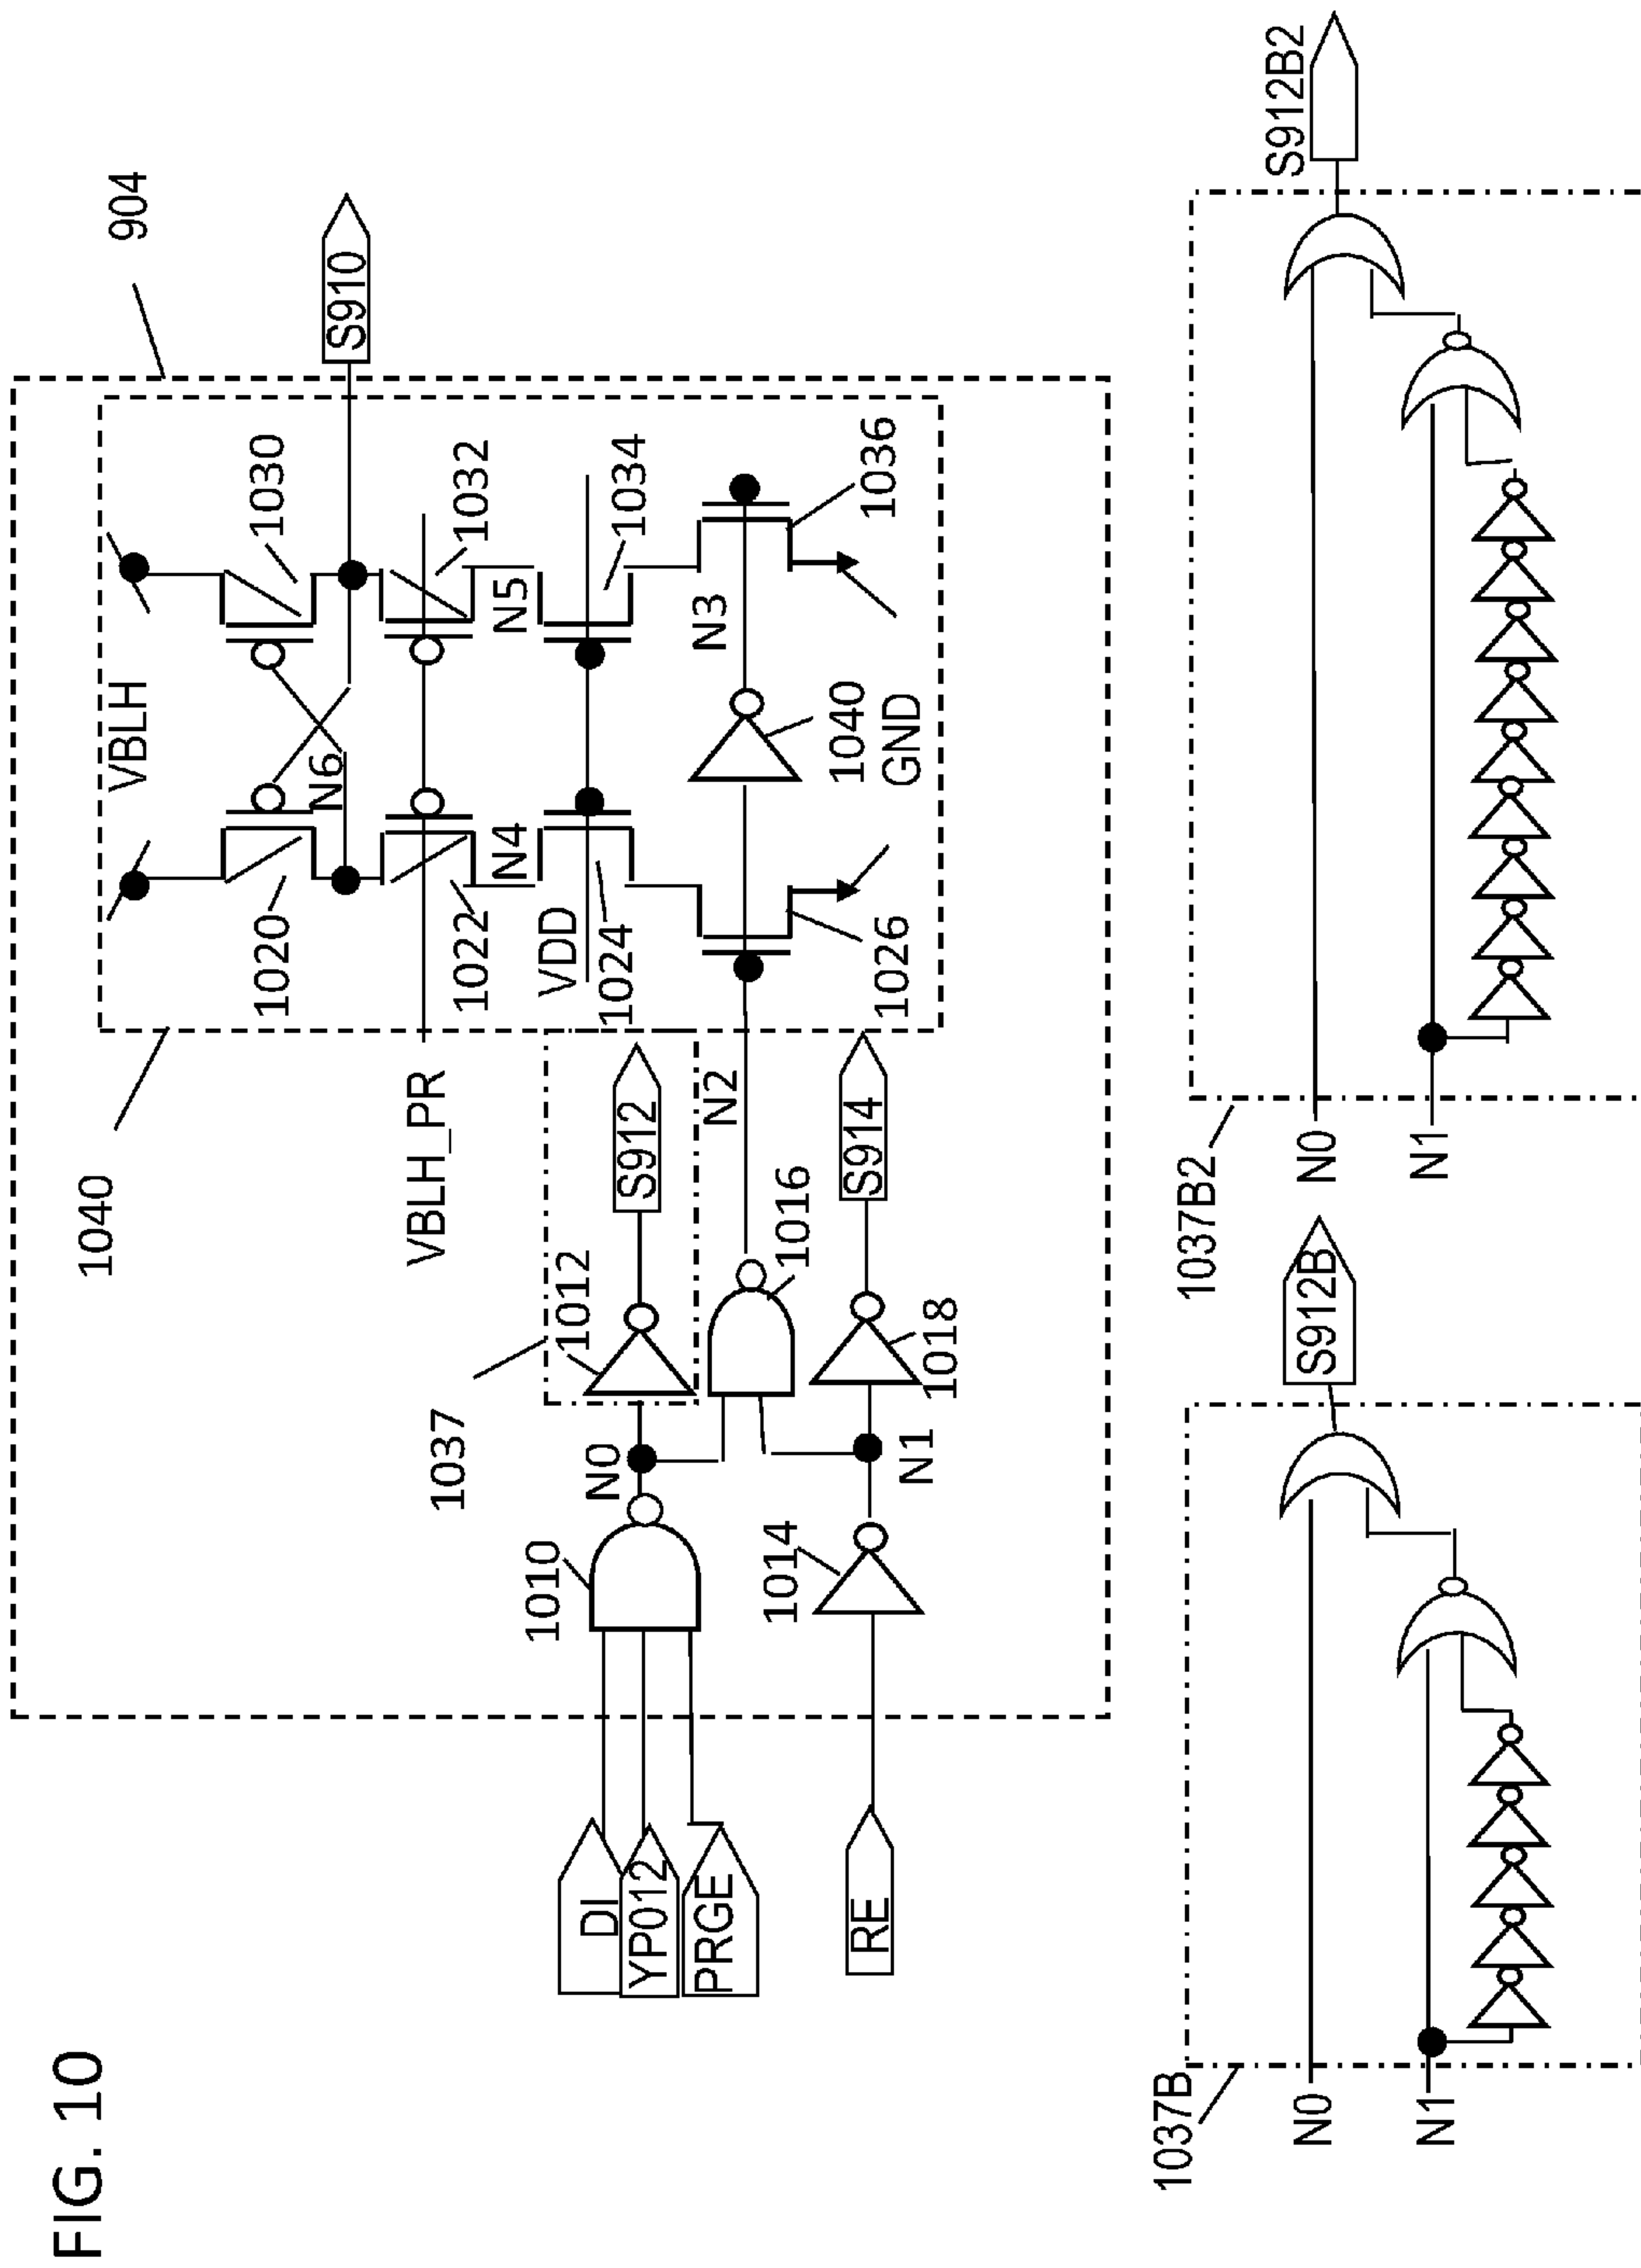 FIG. 10
904
1040
VBLH
1020
1030
S910
N6
VBLH_PR
1022
1032
N4
N5
VDD
1024
1034
1037
1012
S912
N2
N3
1026
1040
GND
1036
1010
N0
1016
DI
YP012
PRGE
1014
N1
1018
S914
RE
1037B
N0
N1
S912B
1037B2
N0
N1
S912B2